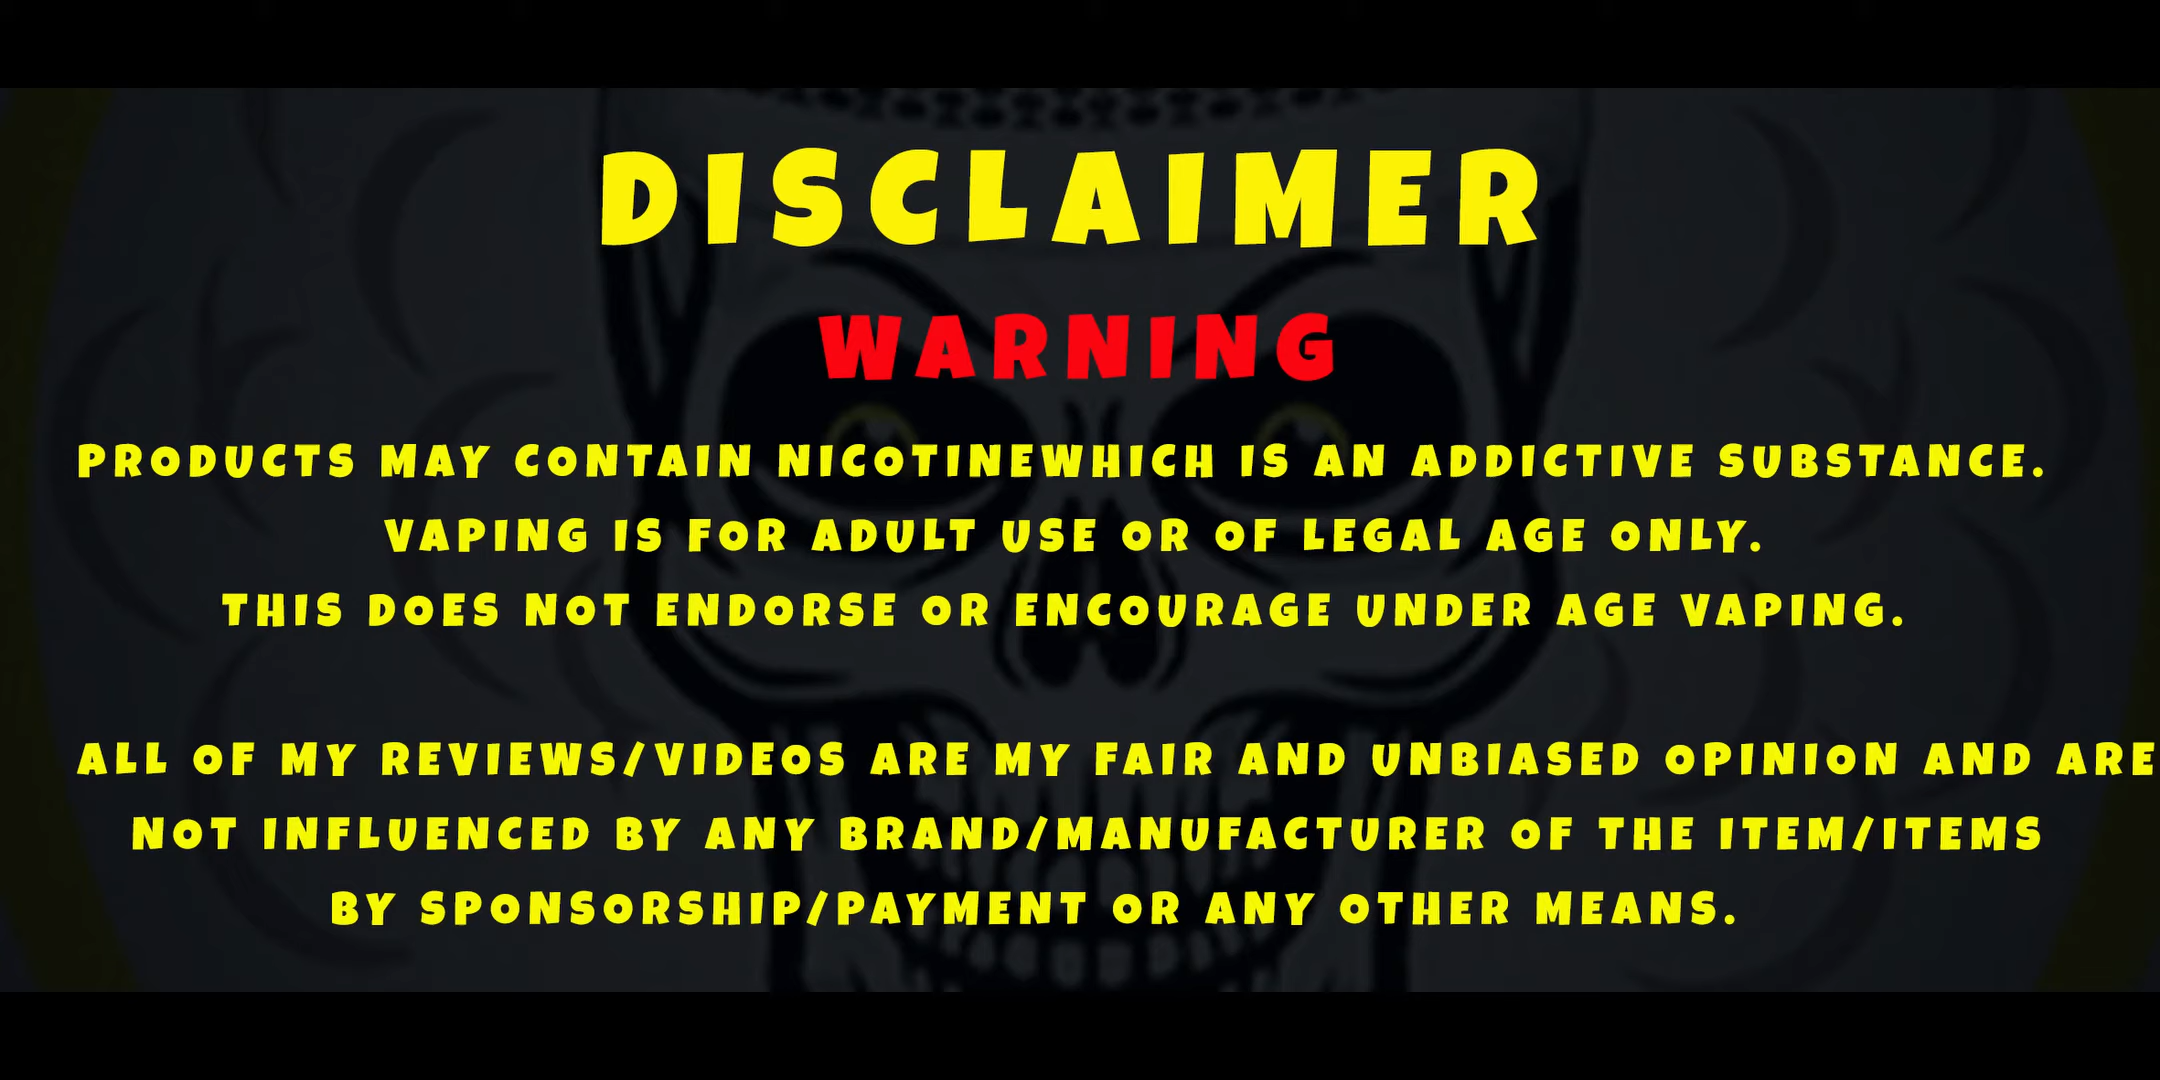 DISCLAIMER
WARNING
PRODUCTS MAY CONTAIN NICOTINEWHICH IS AN ADDICTIVE SUBSTANCE.
VAPING IS FOR ADULT USE OR OF LEGAL AGE ONLY.
THIS DOES NOT ENDORSE OR ENCOURAGE UNDER AGE VAPING.
ALL OF MY REVIEWS/VIDEOS ARE MY FAIR AND UNBIASED OPINION AND ARE
NOT INFLUENCED BY ANY BRAND/MANUFACTURER OF THE ITEM/ITEMS
BY SPONSORSHIP/PAYMENT OR ANY OTHER MEANS.